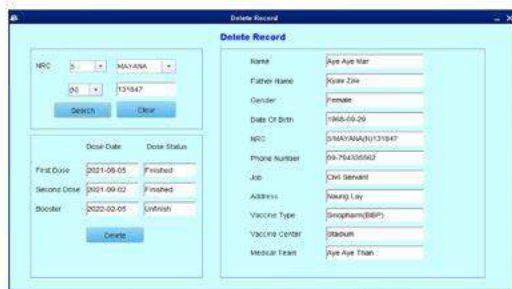 Delete Record
Delete Record
NRC 5 MAYANA
(N) 131847
Search Clear
Dose Date Dose Status
First Dose 2021-08-05 Finished
Second Dose 2021-09-02 Finished
Booster 2022-02-05 Unfinish
Delete
Name Aye Aye Mar
Father Name Kyaw Zaw
Gender Female
Date Of Birth 1968-09-29
NRC 5/MAYANA(N)131847
Phone Number 09-794335562
Job Civil Servant
Address Naung Lay
Vaccine Type Sinopharm(BIBP)
Vaccine Center Stadium
Medical Team Aye Aye Than